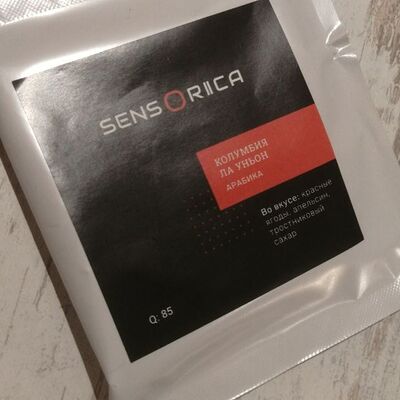 SENSORIICA
КОЛУМБИЯ
ЛА УНЬОН
АРАБИКА
Во вкусе: красные
ягоды, апельсин,
тростниковый
сахар
Q: 85